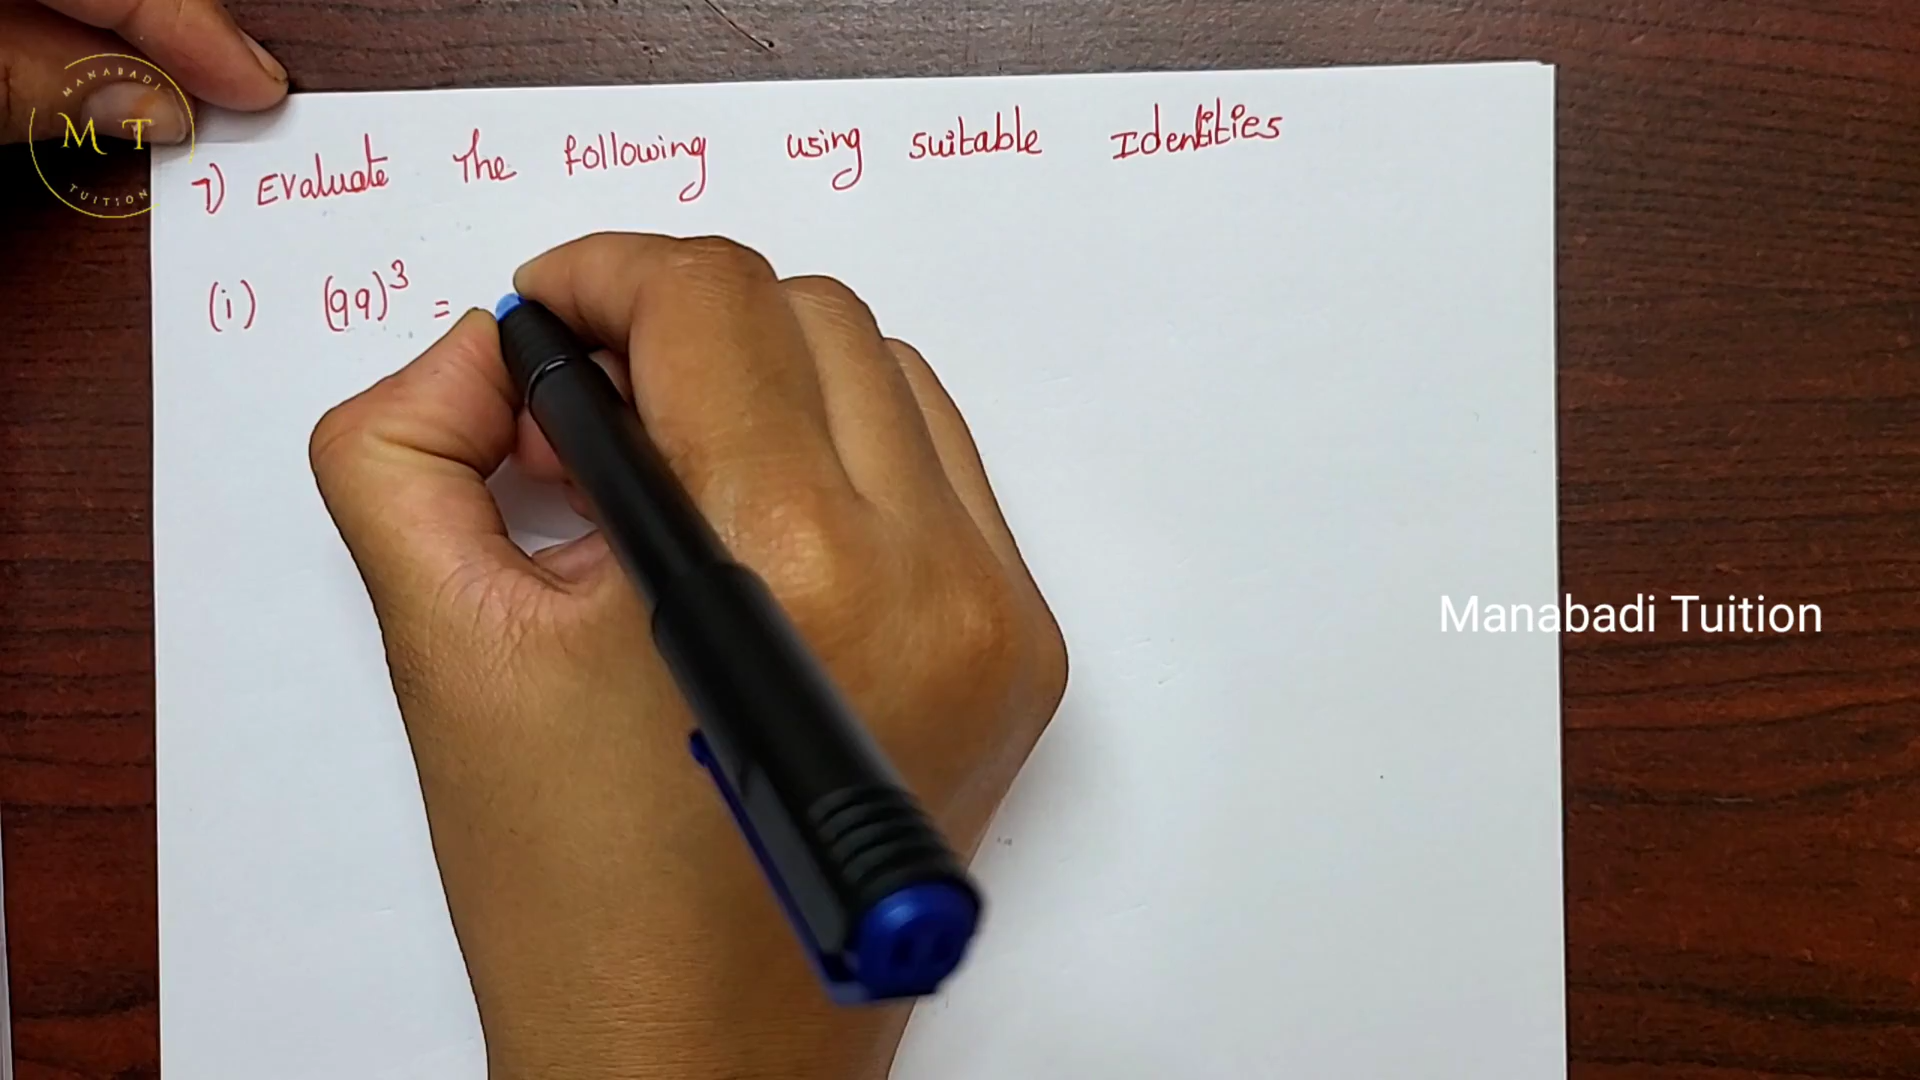 MANABADI
M T
TUITION
7) Evaluate The following using suitable Identities
(i) (99)³ =
Manabadi Tuition